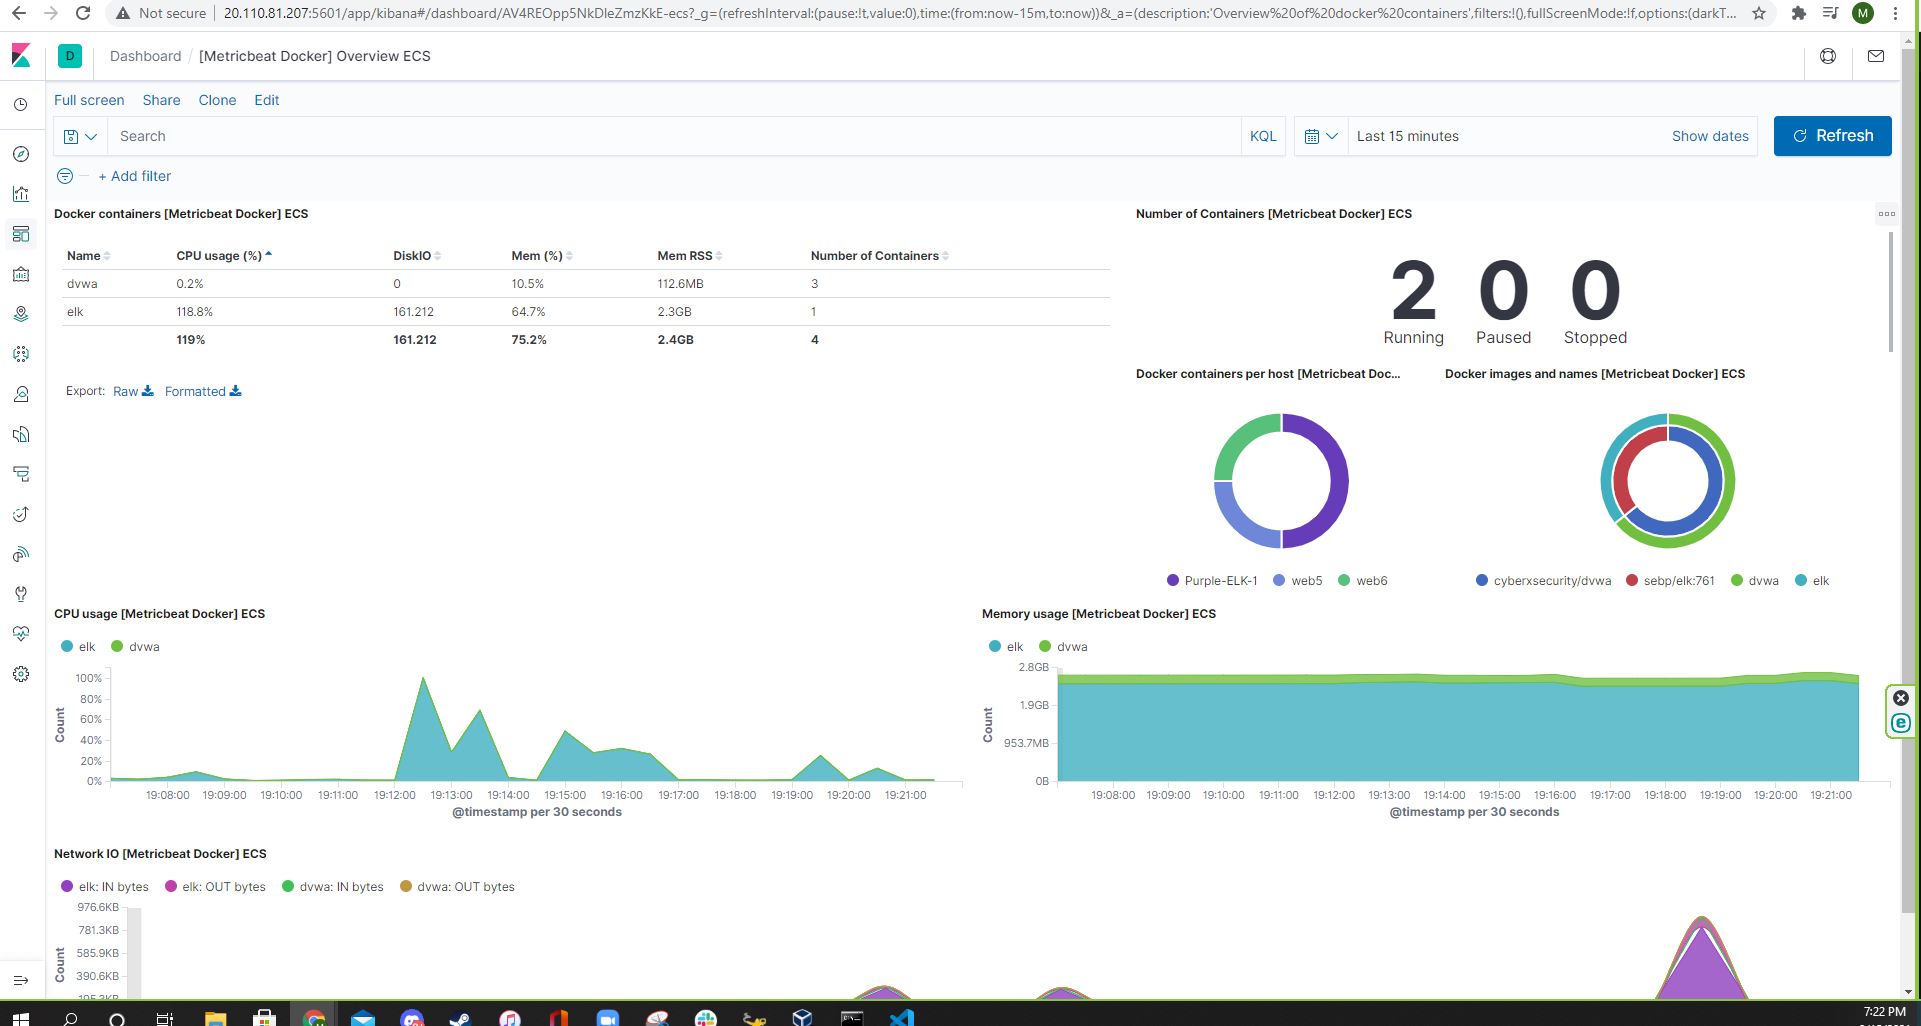 Not secure | 20.110.81.207:5601/app/kibana#/dashboard/AV4REOpp5NkDleZmzKkE-ecs?_g=(refreshInterval:(pause:!t,value:0),time:(from:now-15m,to:now))&_a=(description:'Overview%20of%20docker%20containers',filters:!(),fullScreenMode:!f,options:(darkT... M
D Dashboard / [Metricbeat Docker] Overview ECS
Full screen Share Clone Edit
Search KQL Last 15 minutes Show dates Refresh
+ Add filter
Docker containers [Metricbeat Docker] ECS
Name CPU usage (%) DiskIO Mem (%) Mem RSS Number of Containers
dvwa 0.2% 0 10.5% 112.6MB 3
elk 118.8% 161.212 64.7% 2.3GB 1
119% 161.212 75.2% 2.4GB 4
Export: Raw Formatted
Number of Containers [Metricbeat Docker] ECS
2 0 0
Running Paused Stopped
Docker containers per host [Metricbeat Doc...
Purple-ELK-1 web5 web6
Docker images and names [Metricbeat Docker] ECS
cyberxsecurity/dvwa sebp/elk:761 dvwa elk
CPU usage [Metricbeat Docker] ECS
elk dvwa
100%
80%
60%
40%
20%
0%
Count
19:08:00 19:09:00 19:10:00 19:11:00 19:12:00 19:13:00 19:14:00 19:15:00 19:16:00 19:17:00 19:18:00 19:19:00 19:20:00 19:21:00
@timestamp per 30 seconds
Memory usage [Metricbeat Docker] ECS
elk dvwa
2.8GB
1.9GB
953.7MB
0B
Count
19:08:00 19:09:00 19:10:00 19:11:00 19:12:00 19:13:00 19:14:00 19:15:00 19:16:00 19:17:00 19:18:00 19:19:00 19:20:00 19:21:00
@timestamp per 30 seconds
Network IO [Metricbeat Docker] ECS
elk: IN bytes elk: OUT bytes dvwa: IN bytes dvwa: OUT bytes
976.6KB
781.3KB
585.9KB
390.6KB
195.3KB
Count
7:22 PM